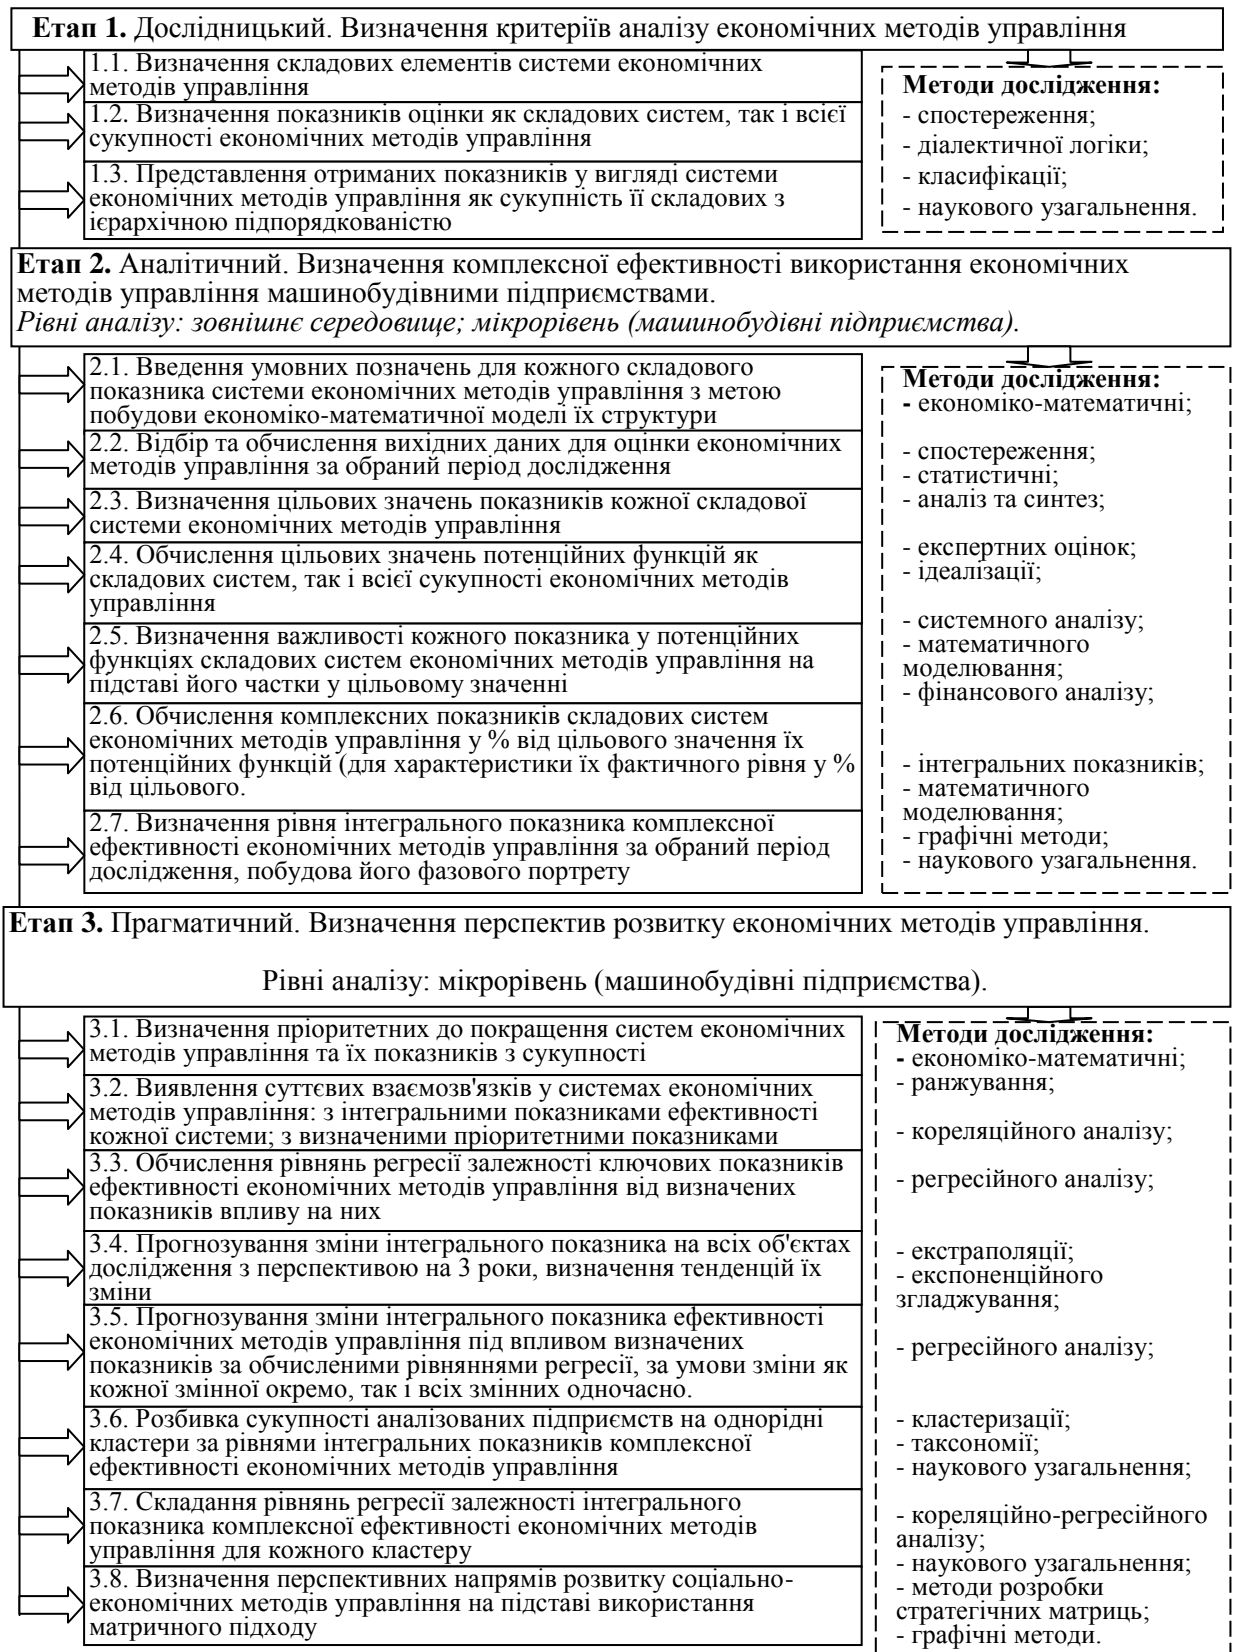 Етап 1. Дослідницький. Визначення критеріїв аналізу економічних методів управління
1.1. Визначення складових елементів системи економічних
методів управління
1.2. Визначення показників оцінки як складових систем, так і всієї
сукупності економічних методів управління
1.3. Представлення отриманих показників у вигляді системи
економічних методів управління як сукупність її складових з
ієрархічною підпорядкованістю
Методи дослідження:
- спостереження;
- діалектичної логіки;
- класифікації;
- наукового узагальнення.
Етап 2. Аналітичний. Визначення комплексної ефективності використання економічних
методів управління машинобудівними підприємствами.
Рівні аналізу: зовнішнє середовище; мікрорівень (машинобудівні підприємства).
2.1. Введення умовних позначень для кожного складового
показника системи економічних методів управління з метою
побудови економіко-математичної моделі їх структури
2.2. Відбір та обчислення вихідних даних для оцінки економічних
методів управління за обраний період дослідження
2.3. Визначення цільових значень показників кожної складової
системи економічних методів управління
2.4. Обчислення цільових значень потенційних функцій як
складових систем, так і всієї сукупності економічних методів
управління
2.5. Визначення важливості кожного показника у потенційних
функціях складових систем економічних методів управління на
підставі його частки у цільовому значенні
2.6. Обчислення комплексних показників складових систем
економічних методів управління у % від цільового значення їх
потенційних функцій (для характеристики їх фактичного рівня у %
від цільового.
2.7. Визначення рівня інтегрального показника комплексної
ефективності економічних методів управління за обраний період
дослідження, побудова його фазового портрету
Методи дослідження:
- економіко-математичні;
- спостереження;
- статистичні;
- аналіз та синтез;
- експертних оцінок;
- ідеалізації;
- системного аналізу;
- математичного
моделювання;
- фінансового аналізу;
- інтегральних показників;
- математичного
моделювання;
- графічні методи;
- наукового узагальнення.
Етап 3. Прагматичний. Визначення перспектив розвитку економічних методів управління.
Рівні аналізу: мікрорівень (машинобудівні підприємства).
3.1. Визначення пріоритетних до покращення систем економічних
методів управління та їх показників з сукупності
3.2. Виявлення суттєвих взаємозв'язків у системах економічних
методів управління: з інтегральними показниками ефективності
кожної системи; з визначеними пріоритетними показниками
3.3. Обчислення рівнянь регресії залежності ключових показників
ефективності економічних методів управління від визначених
показників впливу на них
3.4. Прогнозування зміни інтегрального показника на всіх об'єктах
дослідження з перспективою на 3 роки, визначення тенденцій їх
зміни
3.5. Прогнозування зміни інтегрального показника ефективності
економічних методів управління під впливом визначених
показників за обчисленими рівняннями регресії, за умови зміни як
кожної змінної окремо, так і всіх змінних одночасно.
3.6. Розбивка сукупності аналізованих підприємств на однорідні
кластери за рівнями інтегральних показників комплексної
ефективності економічних методів управління
3.7. Складання рівнянь регресії залежності інтегрального
показника комплексної ефективності економічних методів
управління для кожного кластеру
3.8. Визначення перспективних напрямів розвитку соціально-
економічних методів управління на підставі використання
матричного підходу
Методи дослідження:
- економіко-математичні;
- ранжування;
- кореляційного аналізу;
- регресійного аналізу;
- екстраполяції;
- експоненційного
згладжування;
- регресійного аналізу;
- кластеризації;
- таксономії;
- наукового узагальнення;
- кореляційно-регресійного
аналізу;
- наукового узагальнення;
- методи розробки
стратегічних матриць;
- графічні методи.